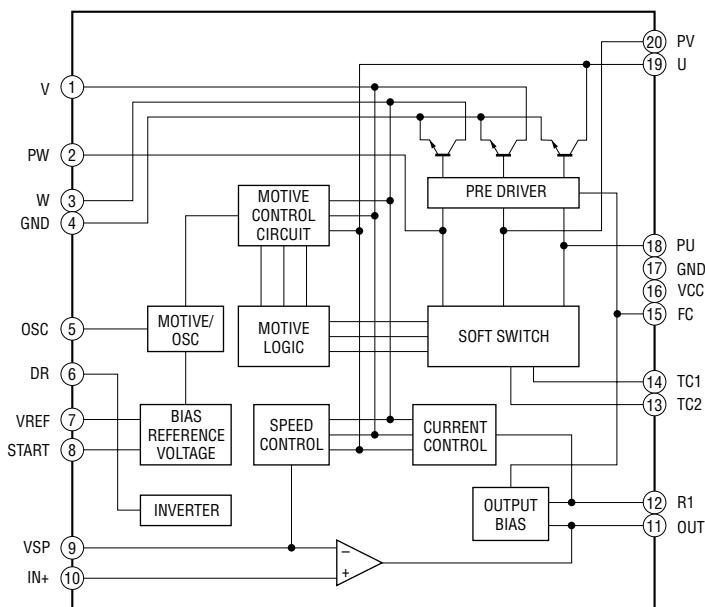 V 1
PW 2
W 3
GND 4
OSC 5
DR 6
VREF 7
START 8
VSP 9
IN+ 10
MOTIVE
CONTROL
CIRCUIT
PRE DRIVER
MOTIVE/
OSC
MOTIVE
LOGIC
SOFT SWITCH
BIAS
REFERENCE
VOLTAGE
SPEED
CONTROL
CURRENT
CONTROL
INVERTER
OUTPUT
BIAS
−
+
20 PV
19 U
18 PU
17 GND
16 VCC
15 FC
14 TC1
13 TC2
12 R1
11 OUT